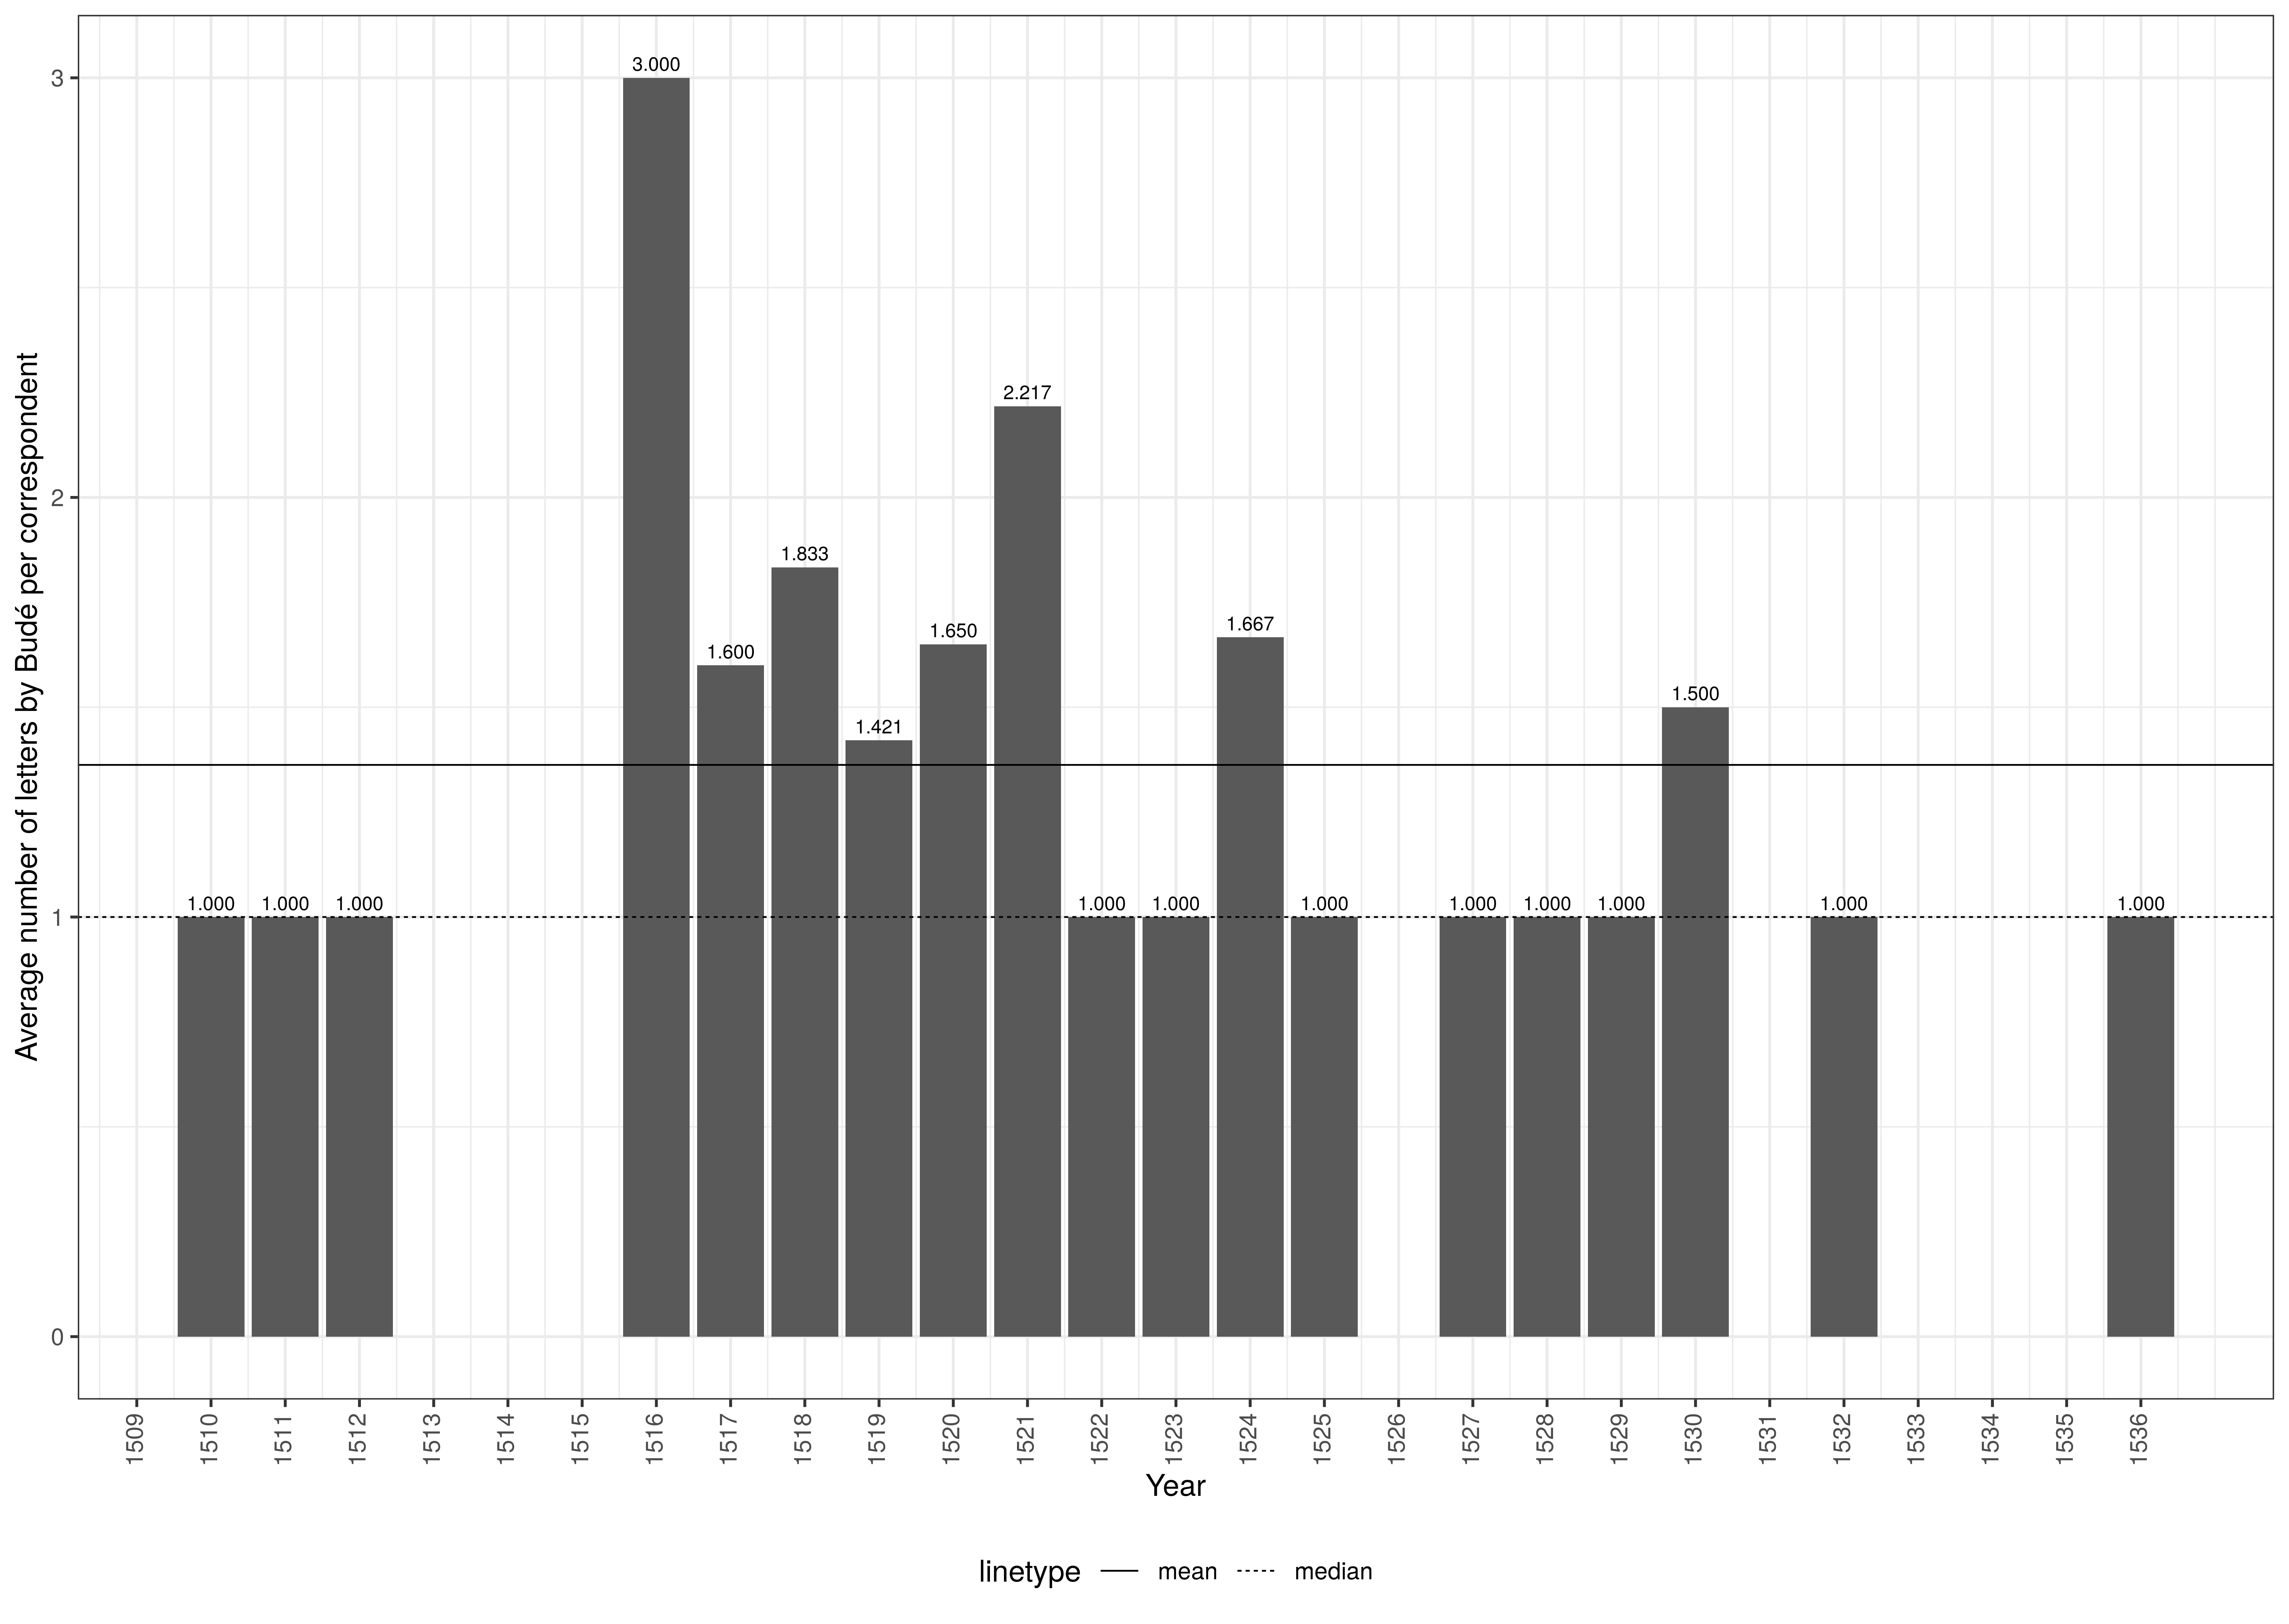 Average number of letters by Budé per correspondent
3
2
1
0
3.000
2.217
1.833
1.667
1.650
1.600
1.500
1.421
1.000 1.000 1.000 1.000 1.000 1.000 1.000 1.000 1.000 1.000 1.000
1509 1510 1511 1512 1513 1514 1515 1516 1517 1518 1519 1520 1521 1522 1523 1524 1525 1526 1527 1528 1529 1530 1531 1532 1533 1534 1535 1536
Year
linetype mean median